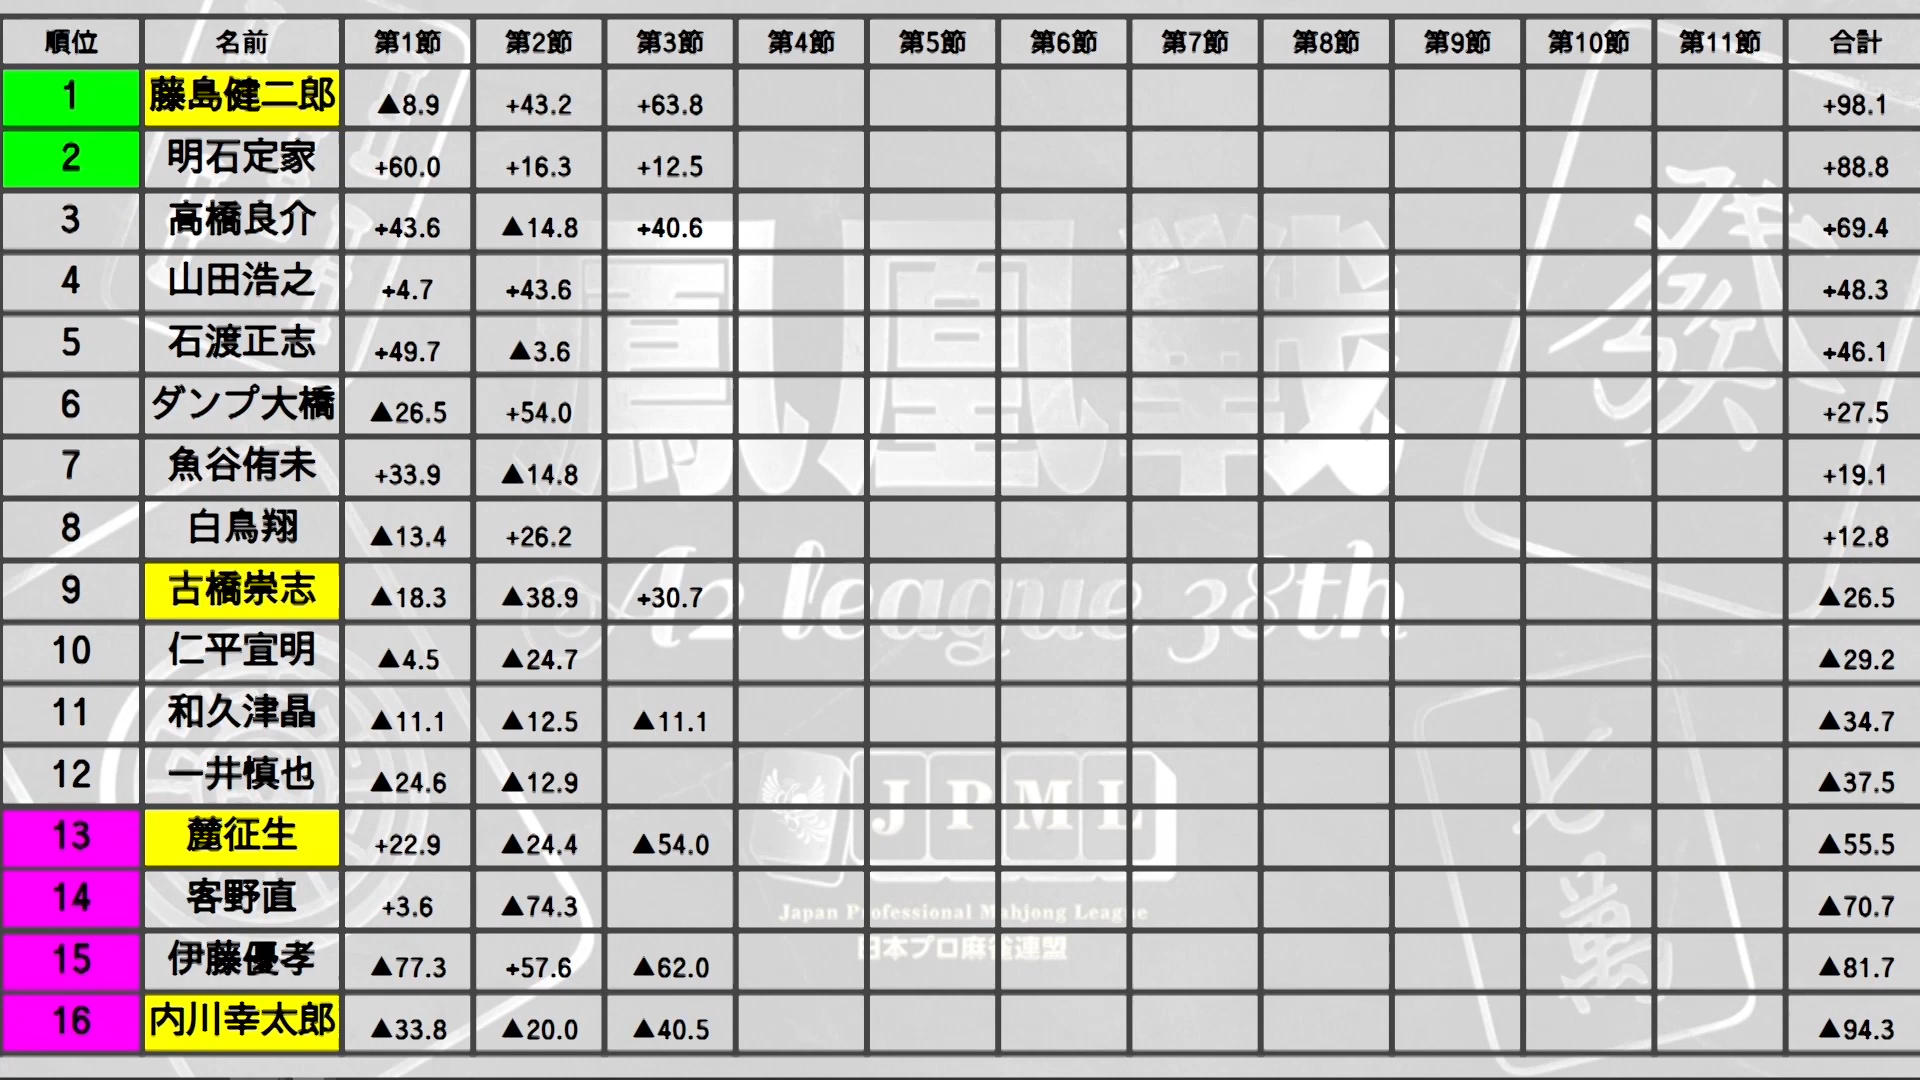 順位 名前 第1節 第2節 第3節 第4節 第5節 第6節 第7節 第8節 第9節 第10節 第11節 合計
1 藤島健二郎 ▲8.9 +43.2 +63.8 +98.1
2 明石定家 +60.0 +16.3 +12.5 +88.8
3 高橋良介 +43.6 ▲14.8 +40.6 +69.4
4 山田浩之 +4.7 +43.6 +48.3
5 石渡正志 +49.7 ▲3.6 +46.1
6 ダンプ大橋 ▲26.5 +54.0 +27.5
7 魚谷侑未 +33.9 ▲14.8 +19.1
8 白鳥翔 ▲13.4 +26.2 +12.8
9 古橋崇志 ▲18.3 ▲38.9 +30.7 ▲26.5
10 仁平宣明 ▲4.5 ▲24.7 ▲29.2
11 和久津晶 ▲11.1 ▲12.5 ▲11.1 ▲34.7
12 一井慎也 ▲24.6 ▲12.9 ▲37.5
13 麓征生 +22.9 ▲24.4 ▲54.0 ▲55.5
14 客野直 +3.6 ▲74.3 ▲70.7
15 伊藤優孝 ▲77.3 +57.6 ▲62.0 ▲81.7
16 内川幸太郎 ▲33.8 ▲20.0 ▲40.5 ▲94.3
鳳凰戦
A2 league 38th
JPML
Japan Professional Mahjong League
日本プロ麻雀連盟
發
七
萬